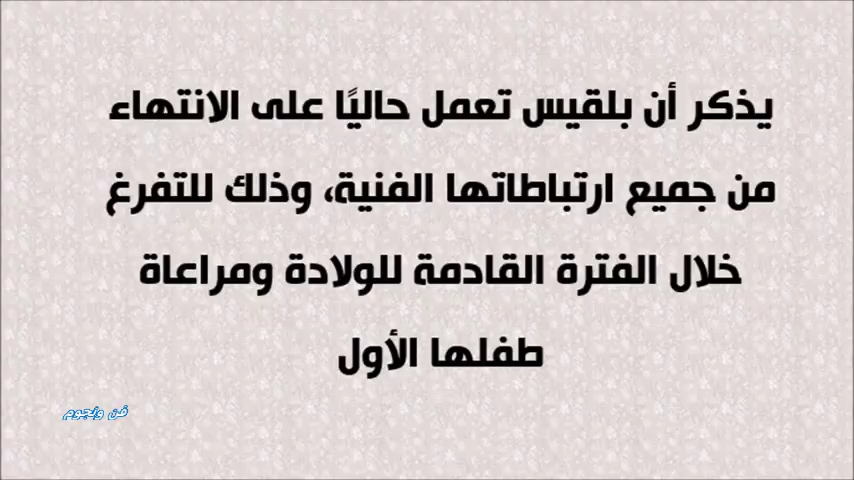 يذكر أن بلقيس تعمل حاليًا على الانتهاء
من جميع ارتباطاتها الفنية، وذلك للتفرغ
خلال الفترة القادمة للولادة ومراعاة
طفلها الأول
فن ونجوم